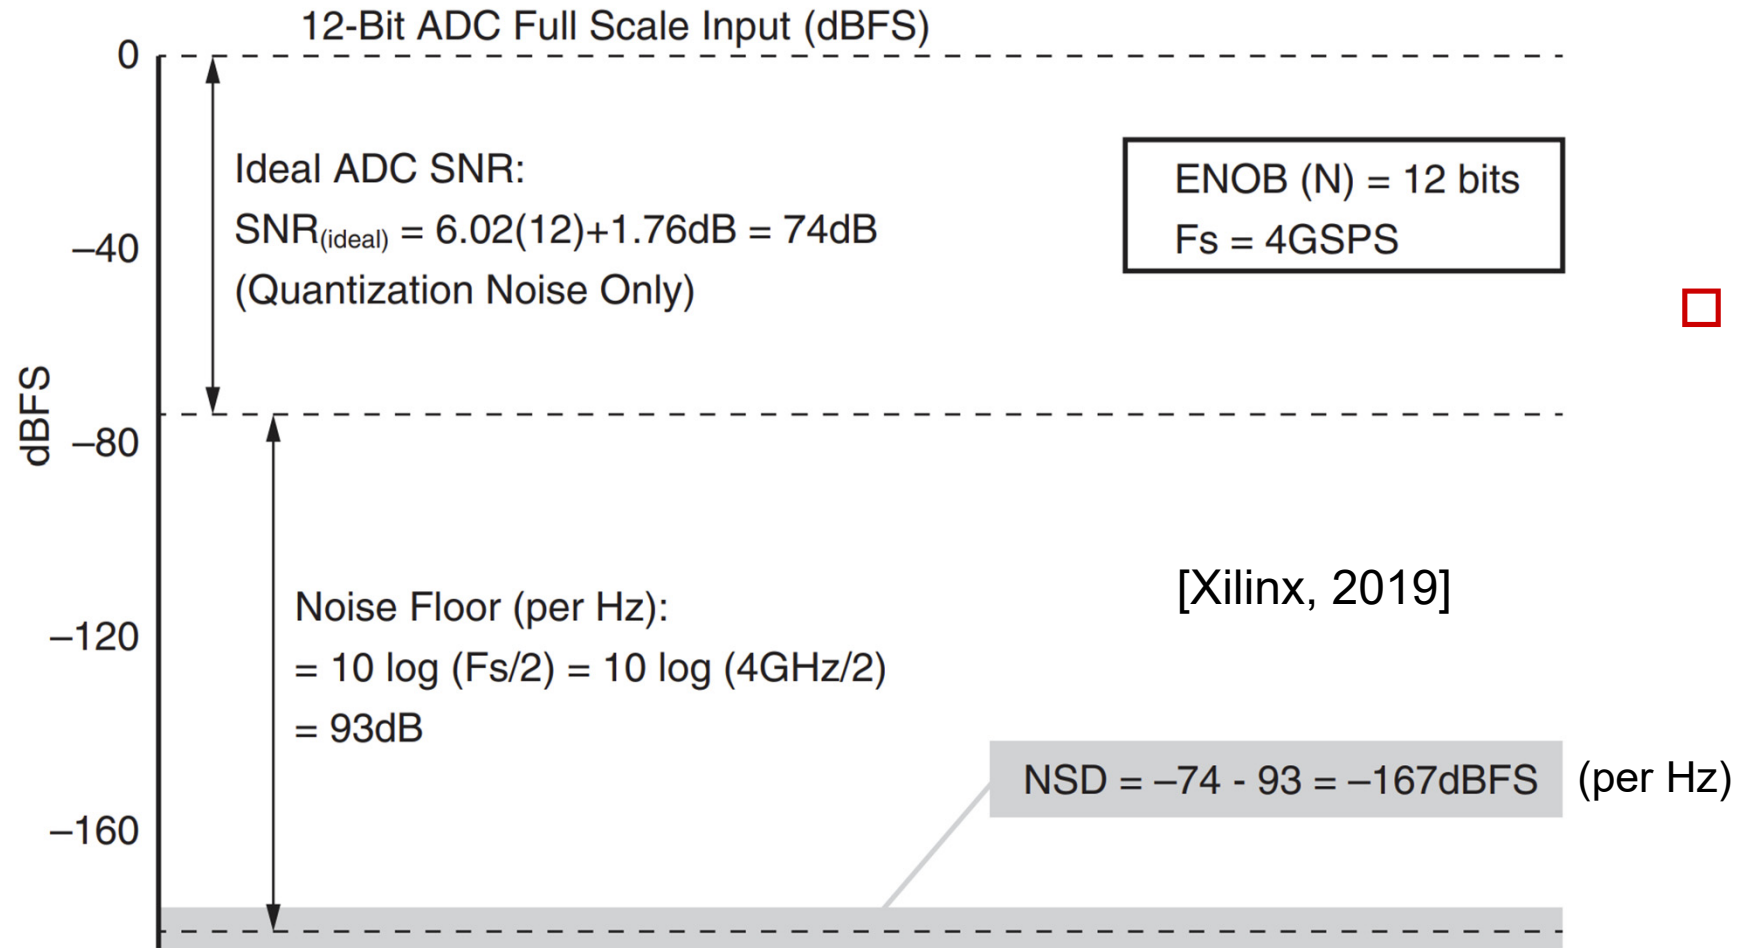 12-Bit ADC Full Scale Input (dBFS)
0
Ideal ADC SNR:
SNR(ideal) = 6.02(12)+1.76dB = 74dB
(Quantization Noise Only)
ENOB (N) = 12 bits
Fs = 4GSPS
–40
dBFS
–80
[Xilinx, 2019]
Noise Floor (per Hz):
= 10 log (Fs/2) = 10 log (4GHz/2)
= 93dB
–120
NSD = –74 - 93 = –167dBFS (per Hz)
–160